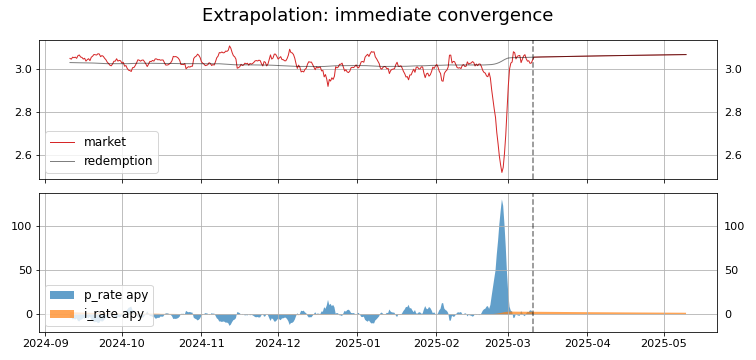 Extrapolation: immediate convergence
3.0 3.0
2.8 2.8
2.6 2.6
market
redemption
100 100
50 50
0 0
p_rate apy
i_rate apy
2024-09 2024-10 2024-11 2024-12 2025-01 2025-02 2025-03 2025-04 2025-05